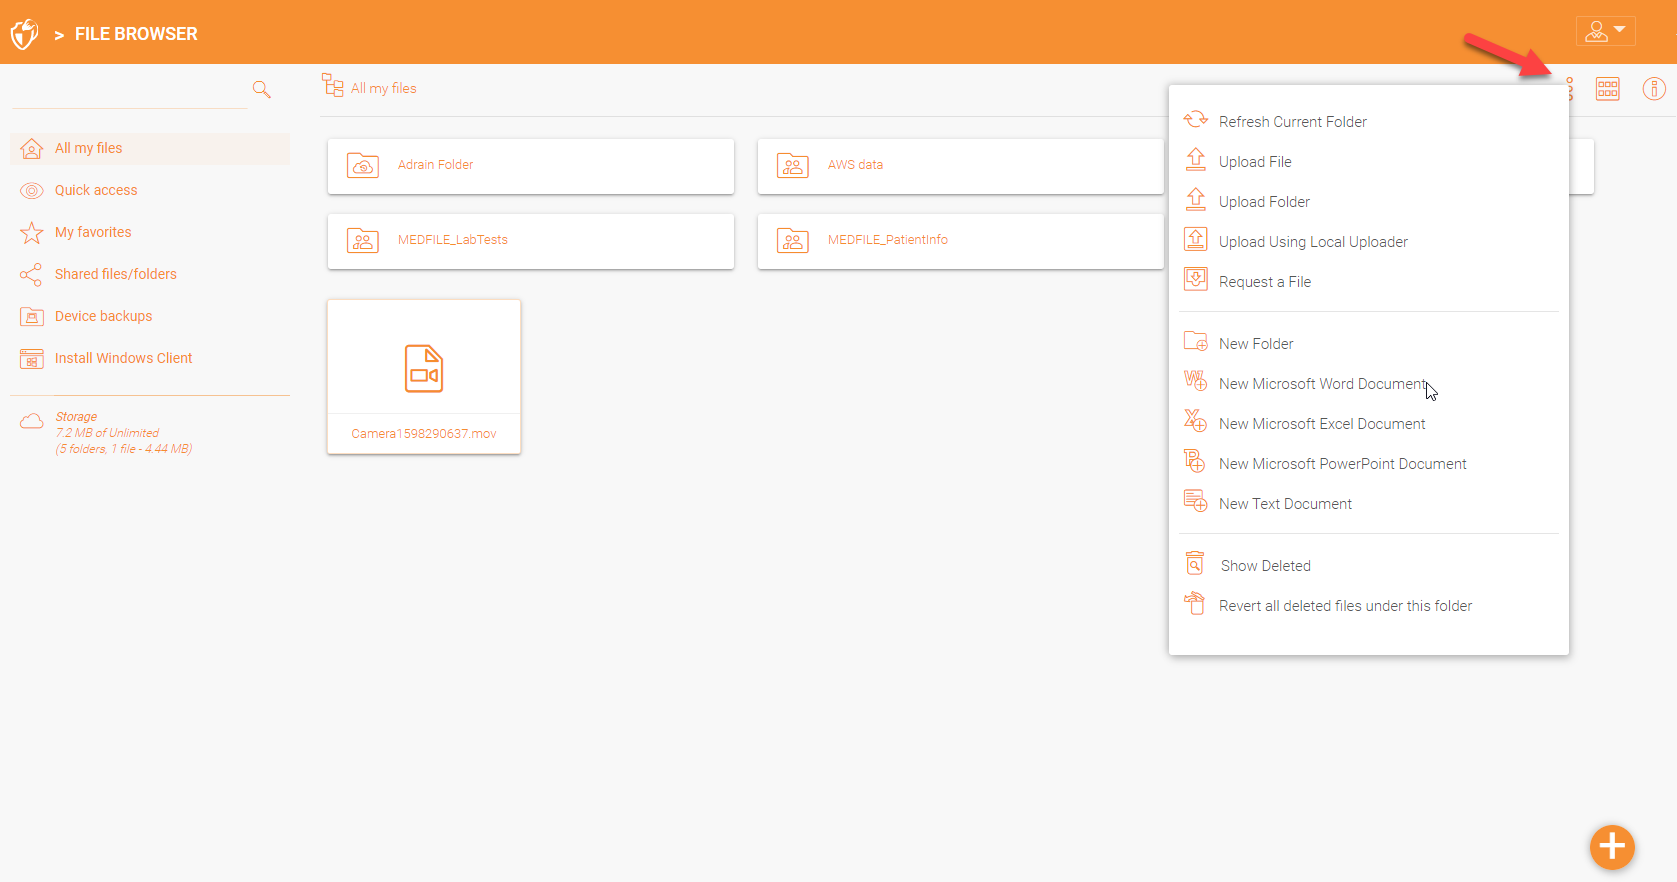 > FILE BROWSER
All my files
All my files
Quick access
My favorites
Shared files/folders
Device backups
Install Windows Client
Storage
7.2 MB of Unlimited
(5 folders, 1 file - 4.44 MB)
Adrain Folder
AWS data
MEDFILE_LabTests
MEDFILE_PatientInfo
Camera1598290637.mov
Refresh Current Folder
Upload File
Upload Folder
Upload Using Local Uploader
Request a File
New Folder
New Microsoft Word Document
New Microsoft Excel Document
New Microsoft PowerPoint Document
New Text Document
Show Deleted
Revert all deleted files under this folder